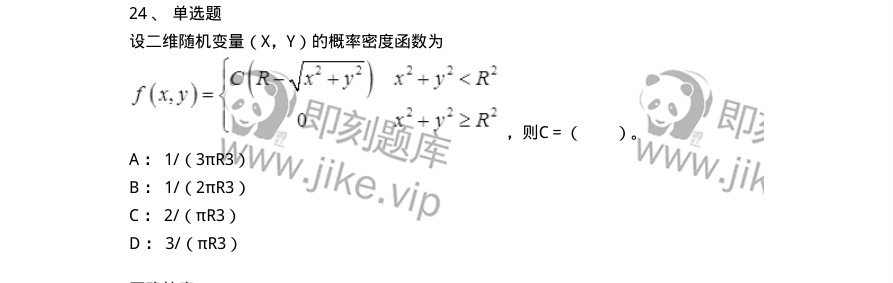 24 、 单选题
设二维随机变量（X，Y）的概率密度函数为
f(x,y)={C(R-√(x²+y²)) x²+y²<R²
0 x²+y²≥R² ，则C =（ ）。
A ： 1/（3πR3）
B ： 1/（2πR3）
C ： 2/（πR3）
D ： 3/（πR3）
即刻题库
www.jike.vip
即刻
www.ji